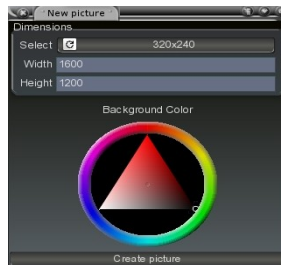 New picture
Dimensions
Select 320x240
Width 1600
Height 1200
Background Color
Create picture